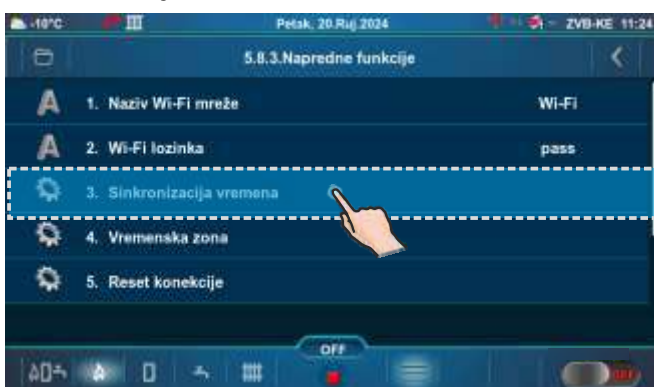 -10°C Petak, 20.Ruj.2024 ZVB-KE 11:24
5.8.3.Napredne funkcije
1. Naziv Wi-Fi mreže Wi-Fi
2. Wi-Fi lozinka pass
3. Sinkronizacija vremena
4. Vremenska zona
5. Reset konekcije
OFF
OFF